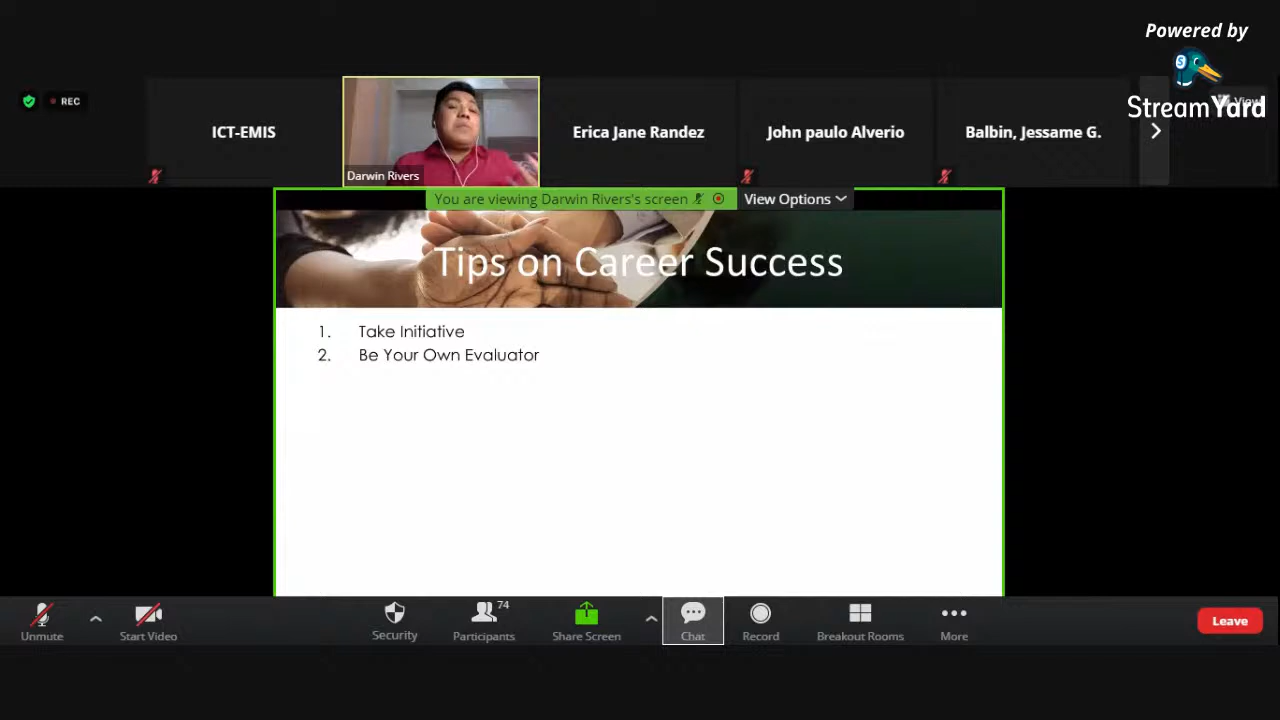 Powered by
StreamYard
REC
View
ICT-EMIS
Darwin Rivers
Erica Jane Randez
John paulo Alverio
Balbin, Jessame G.
You are viewing Darwin Rivers's screen
View Options
Tips on Career Success
1. Take Initiative
2. Be Your Own Evaluator
Unmute
Start Video
Security
74
Participants
Share Screen
Chat
Record
Breakout Rooms
More
Leave